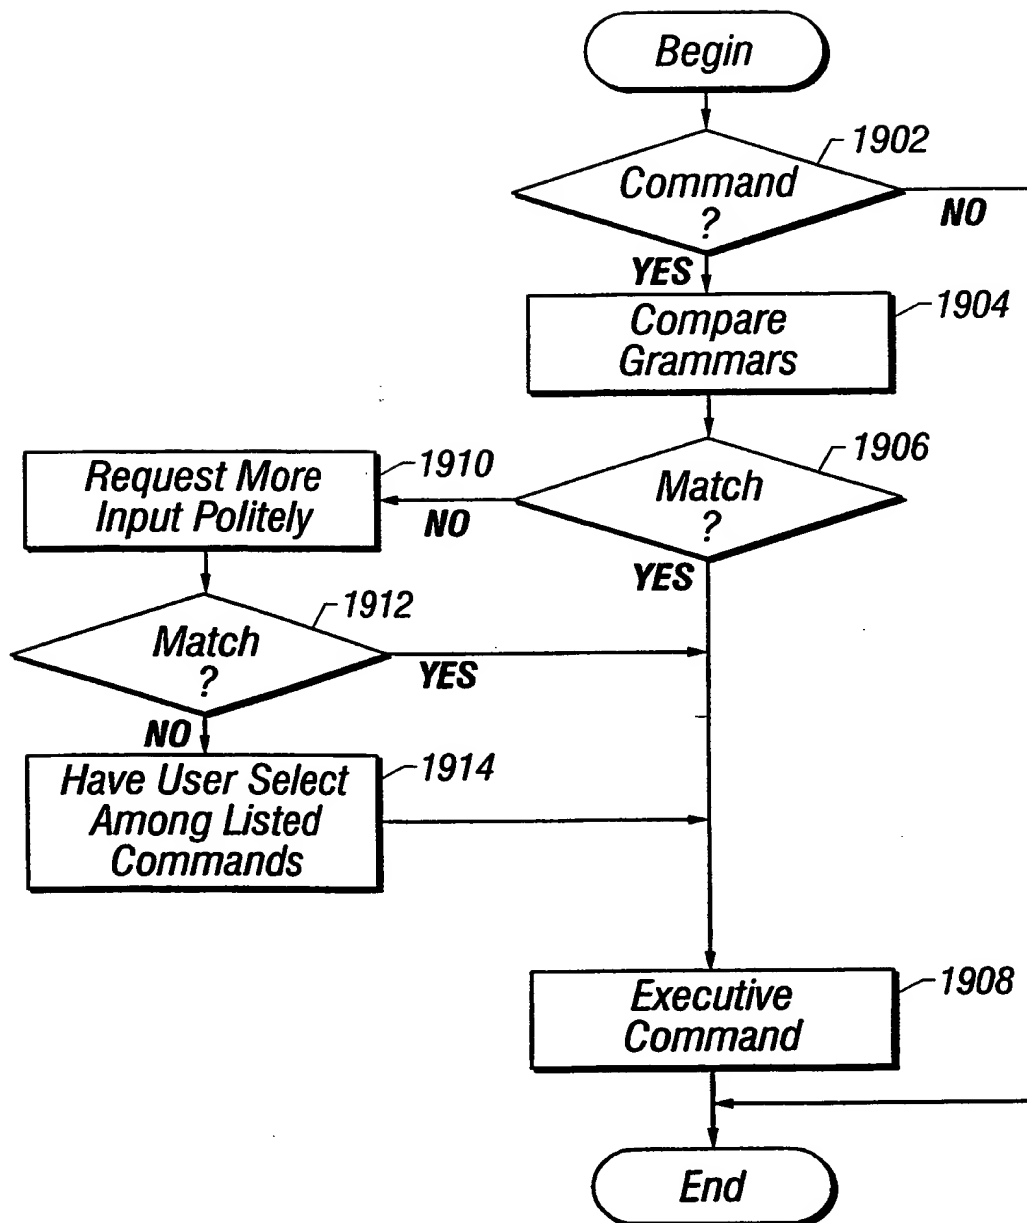 Begin
1902
Command
?
NO
YES
1904
Compare
Grammars
1906
Match
?
NO
YES
1910
Request More
Input Politely
1912
Match
?
YES
NO
1914
Have User Select
Among Listed
Commands
1908
Executive
Command
End